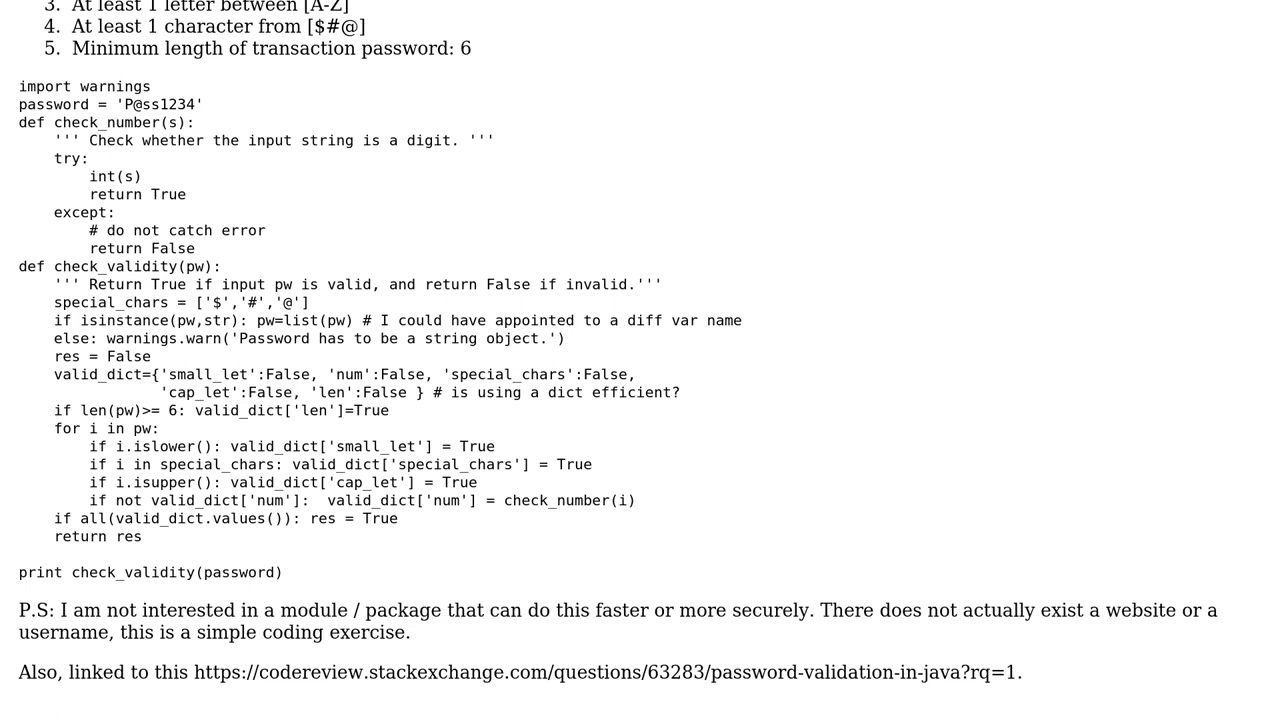 3. At least 1 letter between [A-Z]
4. At least 1 character from [$#@]
5. Minimum length of transaction password: 6
import warnings
password = 'P@ss1234'
def check_number(s):
    ''' Check whether the input string is a digit. '''
    try:
        int(s)
        return True
    except:
        # do not catch error
        return False
def check_validity(pw):
    ''' Return True if input pw is valid, and return False if invalid.'''
    special_chars = ['$','#','@']
    if isinstance(pw,str): pw=list(pw) # I could have appointed to a diff var name
    else: warnings.warn('Password has to be a string object.')
    res = False
    valid_dict={'small_let':False, 'num':False, 'special_chars':False,
                'cap_let':False, 'len':False } # is using a dict efficient?
    if len(pw)>= 6: valid_dict['len']=True
    for i in pw:
        if i.islower(): valid_dict['small_let'] = True
        if i in special_chars: valid_dict['special_chars'] = True
        if i.isupper(): valid_dict['cap_let'] = True
        if not valid_dict['num']:  valid_dict['num'] = check_number(i)
    if all(valid_dict.values()): res = True
    return res
print check_validity(password)
P.S: I am not interested in a module / package that can do this faster or more securely. There does not actually exist a website or a
username, this is a simple coding exercise.
Also, linked to this https://codereview.stackexchange.com/questions/63283/password-validation-in-java?rq=1.